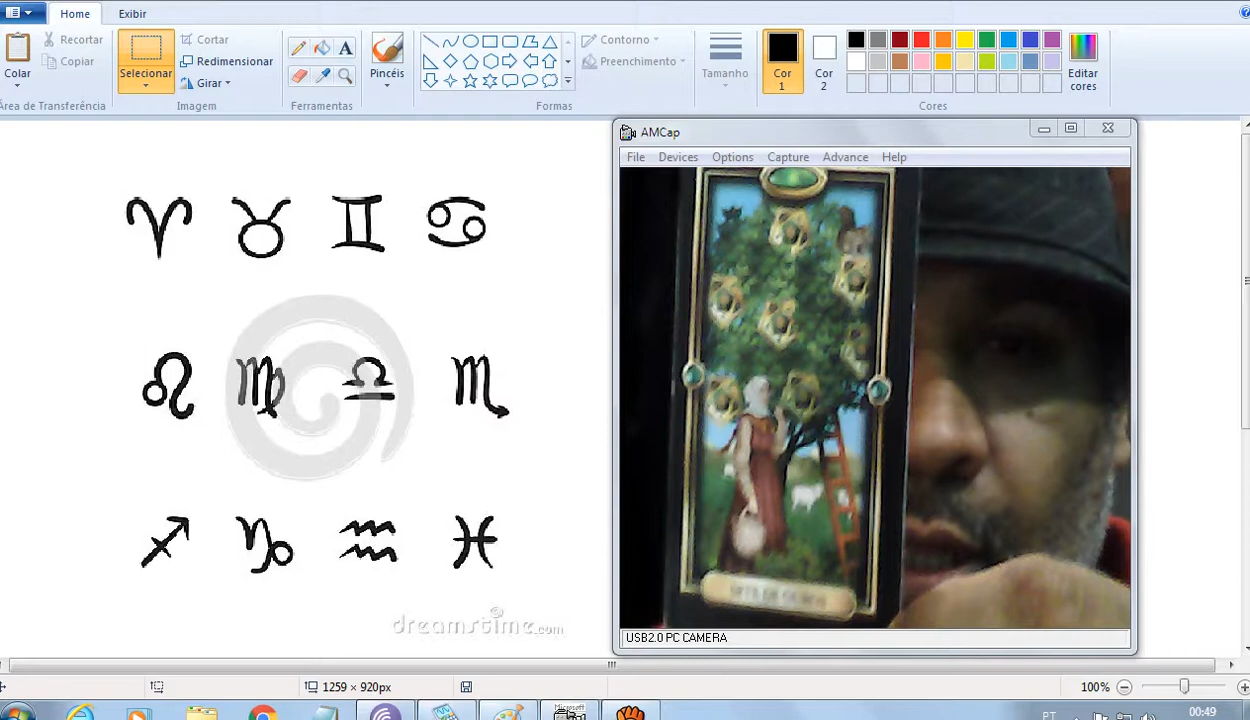 Home Exibir
Colar
Recortar
Copiar
Área de Transferência
Selecionar
Cortar
Redimensionar
Girar
Imagem
A
Ferramentas
Pincéis
Contorno
Preenchimento
Formas
Tamanho
Cor 1
Cor 2
Editar cores
Cores
AMCap
File Devices Options Capture Advance Help
USB2.0 PC CAMERA
dreamstime.com
1259 × 920px
100%
PT
00:49